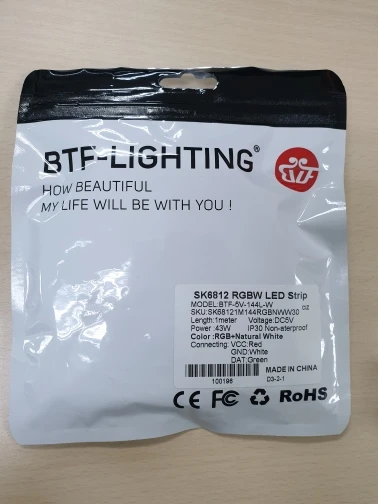 BTF-LIGHTING®
HOW BEAUTIFUL
MY LIFE WILL BE WITH YOU !
SK6812 RGBW LED Strip
MODEL:BTF-5V-144L-W
SKU:SK68121M144RGBNWW30 02
Length:1meter Voltage:DC5V
Power :43W IP30 Non-aterproof
Color :RGB+Natural White
Connecting: VCC:Red
GND:White
DAT:Green
MADE IN CHINA
100198 D3-2-1
CE FC RoHS